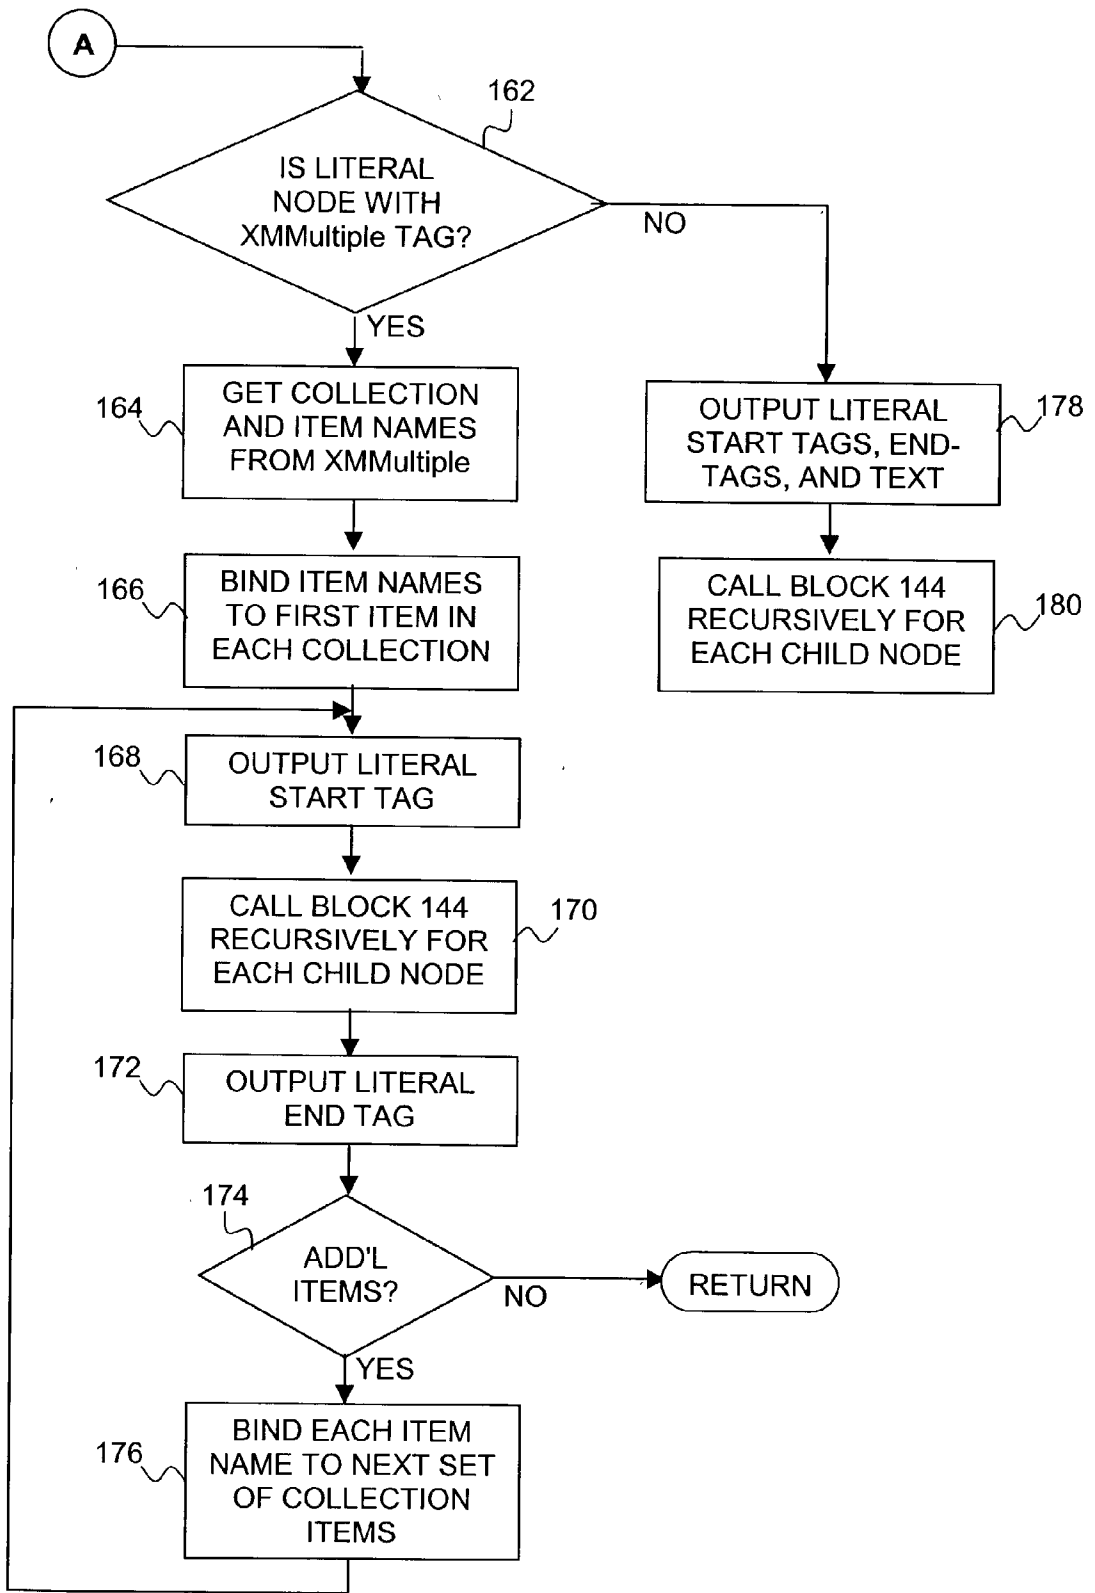 A
162
IS LITERAL
NODE WITH
XMMultiple TAG?
NO
YES
164
GET COLLECTION
AND ITEM NAMES
FROM XMMultiple
OUTPUT LITERAL
START TAGS, END-
TAGS, AND TEXT
178
166
BIND ITEM NAMES
TO FIRST ITEM IN
EACH COLLECTION
CALL BLOCK 144
RECURSIVELY FOR
EACH CHILD NODE
180
168
OUTPUT LITERAL
START TAG
CALL BLOCK 144
RECURSIVELY FOR
EACH CHILD NODE
170
172
OUTPUT LITERAL
END TAG
174
ADD'L
ITEMS?
NO
RETURN
YES
176
BIND EACH ITEM
NAME TO NEXT SET
OF COLLECTION
ITEMS